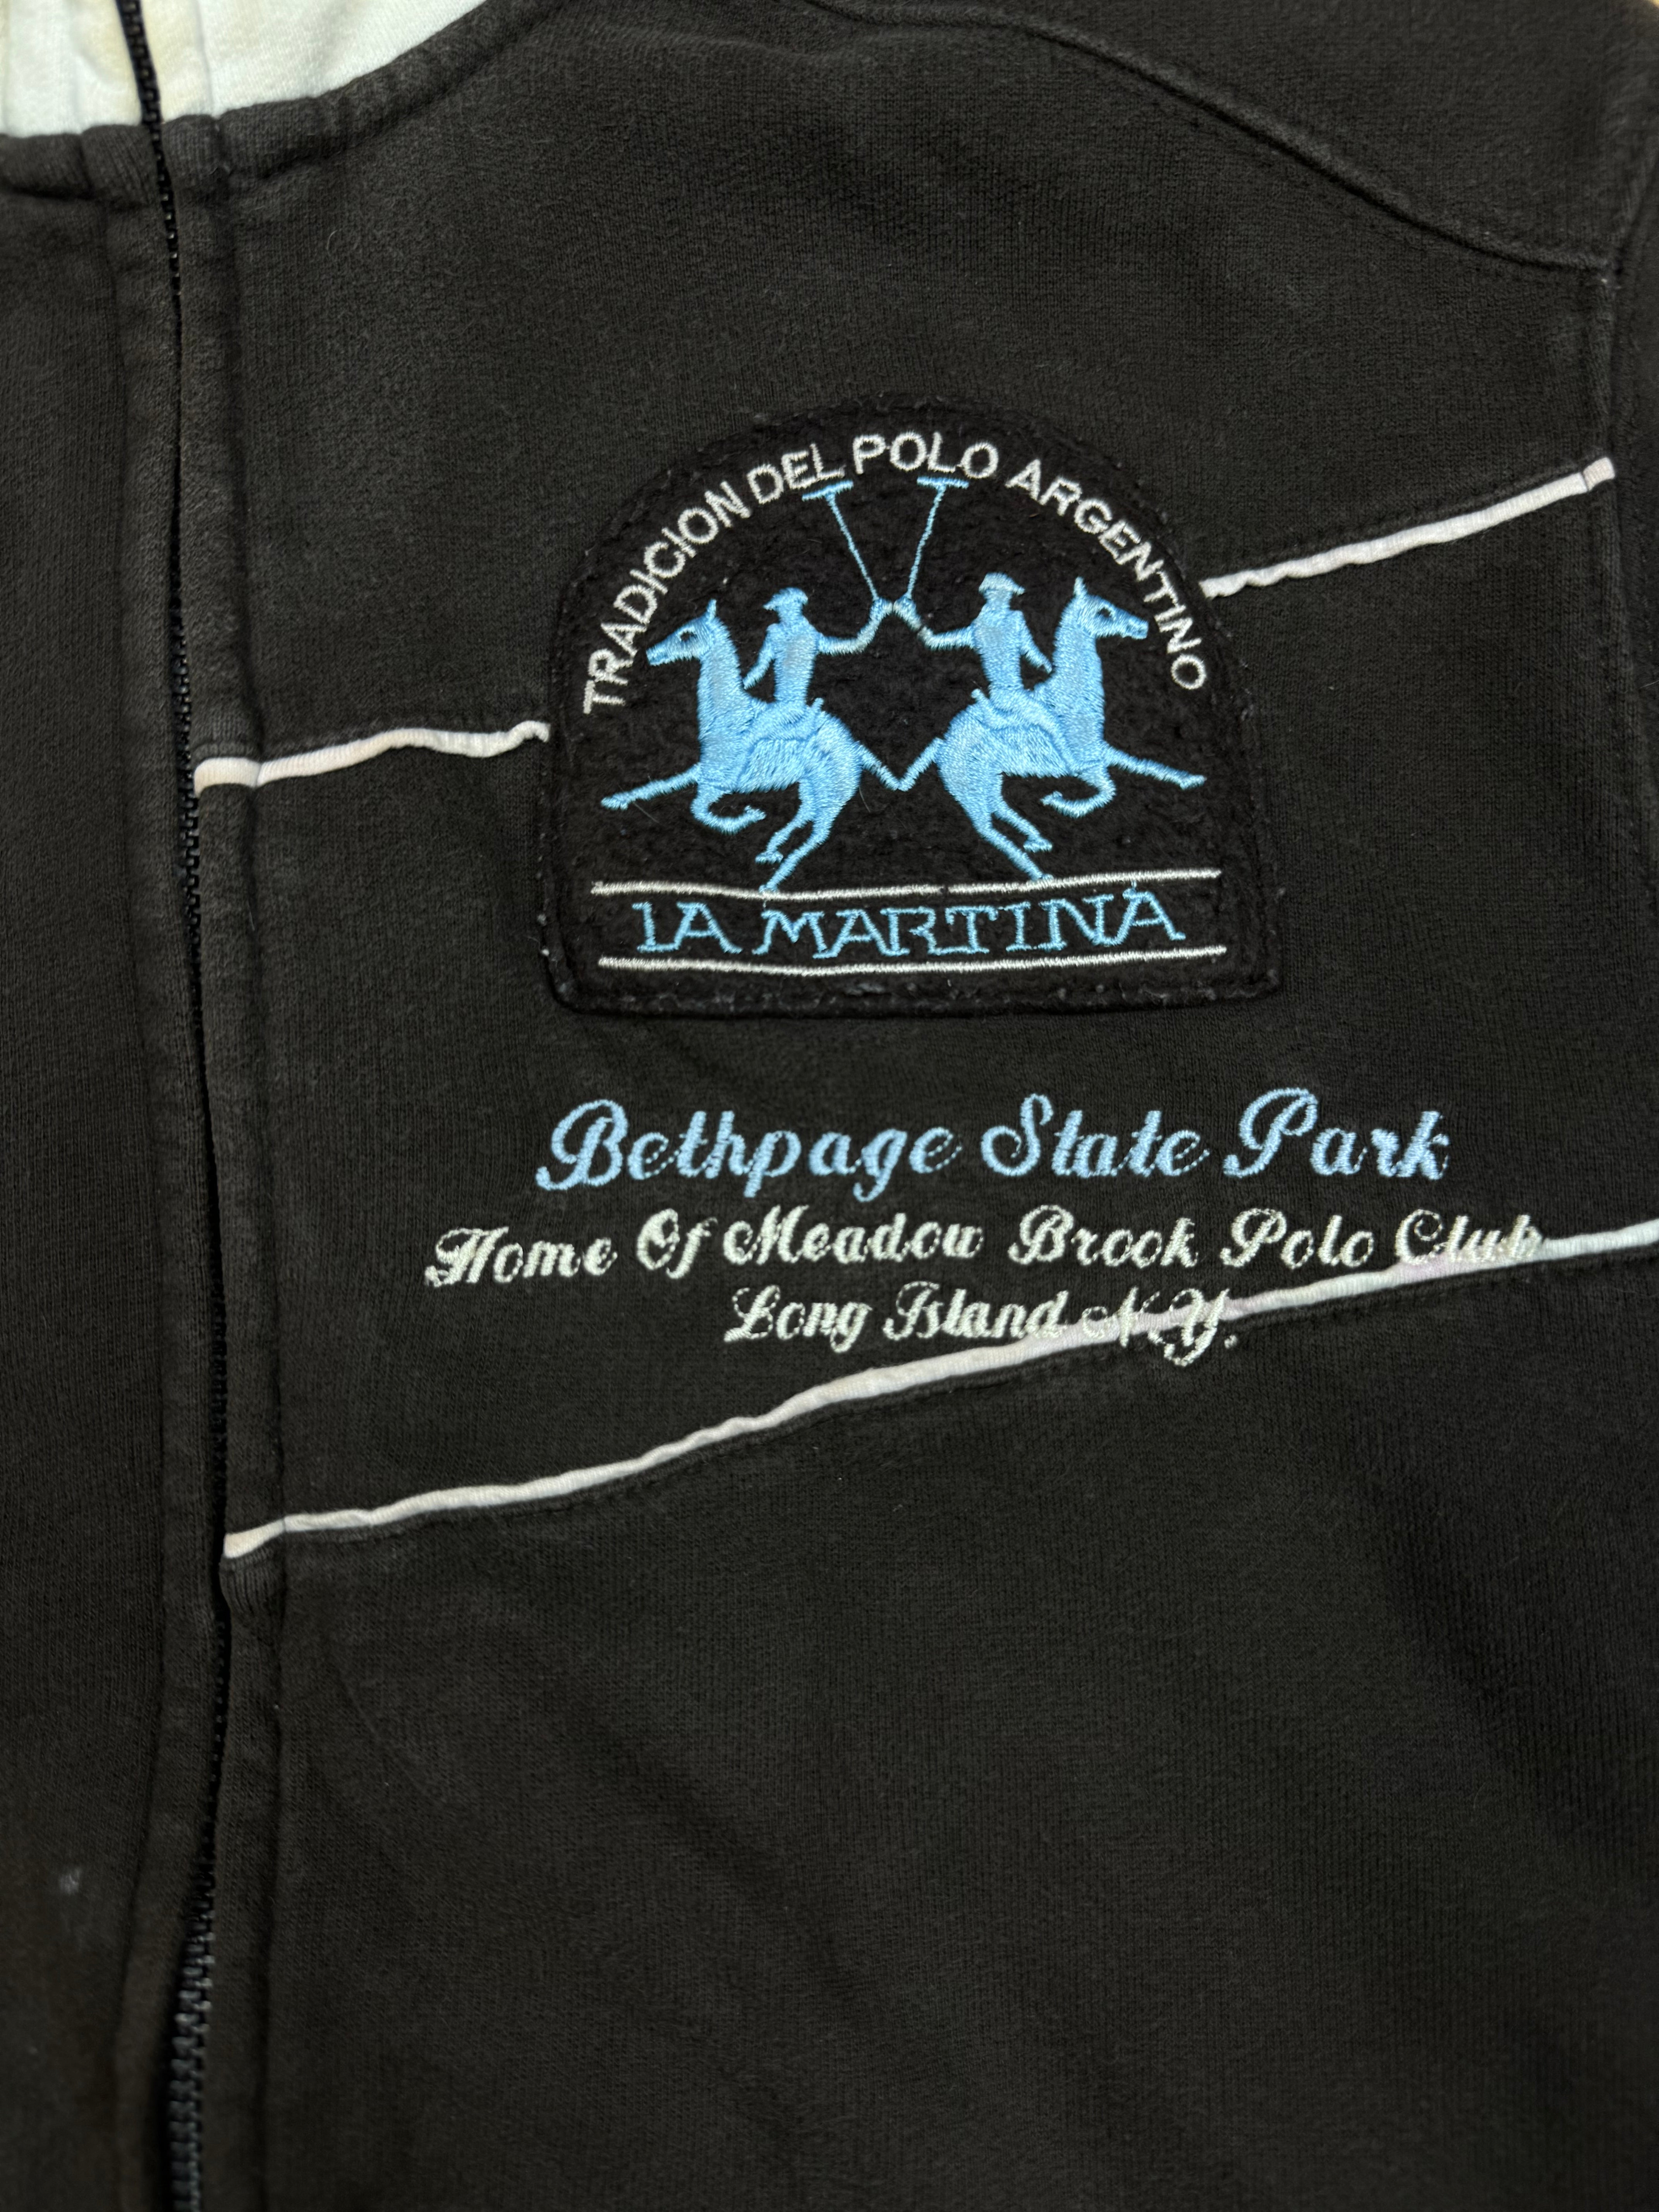 TRADICION DEL POLO ARGENTINO
LA MARTINA
Bethpage State Park
Home Of Meadow Brook Polo Club
Long Island N.Y.